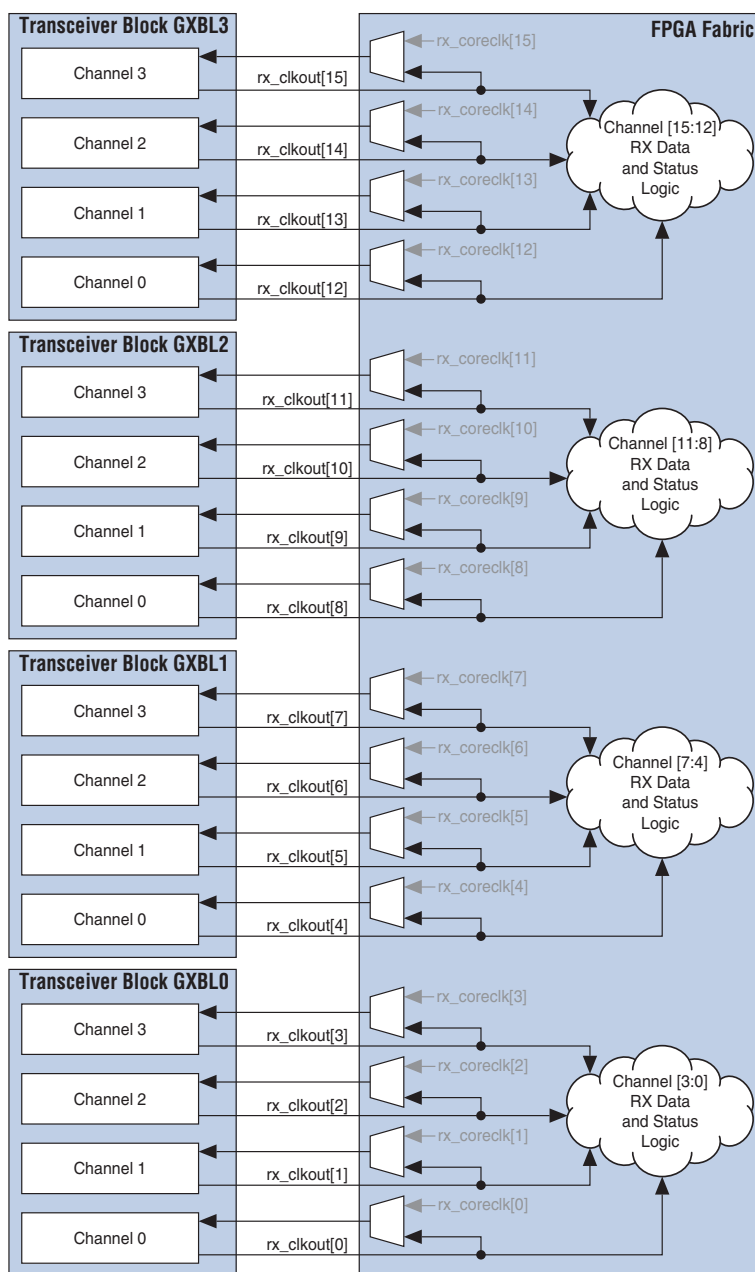 Transceiver Block GXBL3
FPGA Fabric
Channel 3
rx_coreclk[15]
rx_clkout[15]
Channel 2
rx_coreclk[14]
rx_clkout[14]
Channel 1
rx_coreclk[13]
rx_clkout[13]
Channel 0
rx_coreclk[12]
rx_clkout[12]
Channel [15:12]
RX Data
and Status
Logic
Transceiver Block GXBL2
Channel 3
rx_coreclk[11]
rx_clkout[11]
Channel 2
rx_coreclk[10]
rx_clkout[10]
Channel 1
rx_coreclk[9]
rx_clkout[9]
Channel 0
rx_coreclk[8]
rx_clkout[8]
Channel [11:8]
RX Data
and Status
Logic
Transceiver Block GXBL1
Channel 3
rx_coreclk[7]
rx_clkout[7]
Channel 2
rx_coreclk[6]
rx_clkout[6]
Channel 1
rx_coreclk[5]
rx_clkout[5]
Channel 0
rx_coreclk[4]
rx_clkout[4]
Channel [7:4]
RX Data
and Status
Logic
Transceiver Block GXBL0
Channel 3
rx_coreclk[3]
rx_clkout[3]
Channel 2
rx_coreclk[2]
rx_clkout[2]
Channel 1
rx_coreclk[1]
rx_clkout[1]
Channel 0
rx_coreclk[0]
rx_clkout[0]
Channel [3:0]
RX Data
and Status
Logic